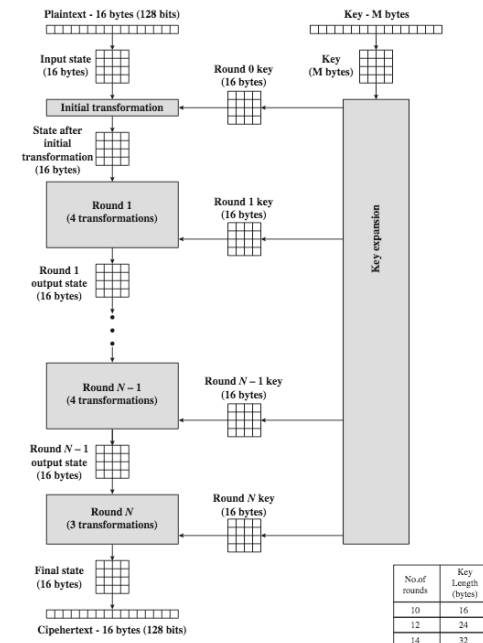 Plaintext - 16 bytes (128 bits)
Key - M bytes
Input state
(16 bytes)
Key
(M bytes)
Round 0 key
(16 bytes)
Initial transformation
State after
initial
transformation
(16 bytes)
Round 1
(4 transformations)
Round 1 key
(16 bytes)
Key expansion
Round 1
output state
(16 bytes)
Round N – 1
(4 transformations)
Round N – 1 key
(16 bytes)
Round N – 1
output state
(16 bytes)
Round N
(3 transformations)
Round N key
(16 bytes)
Final state
(16 bytes)
Cipehertext - 16 bytes (128 bits)
No.of
rounds
Key
Length
(bytes)
10 16
12 24
14 32